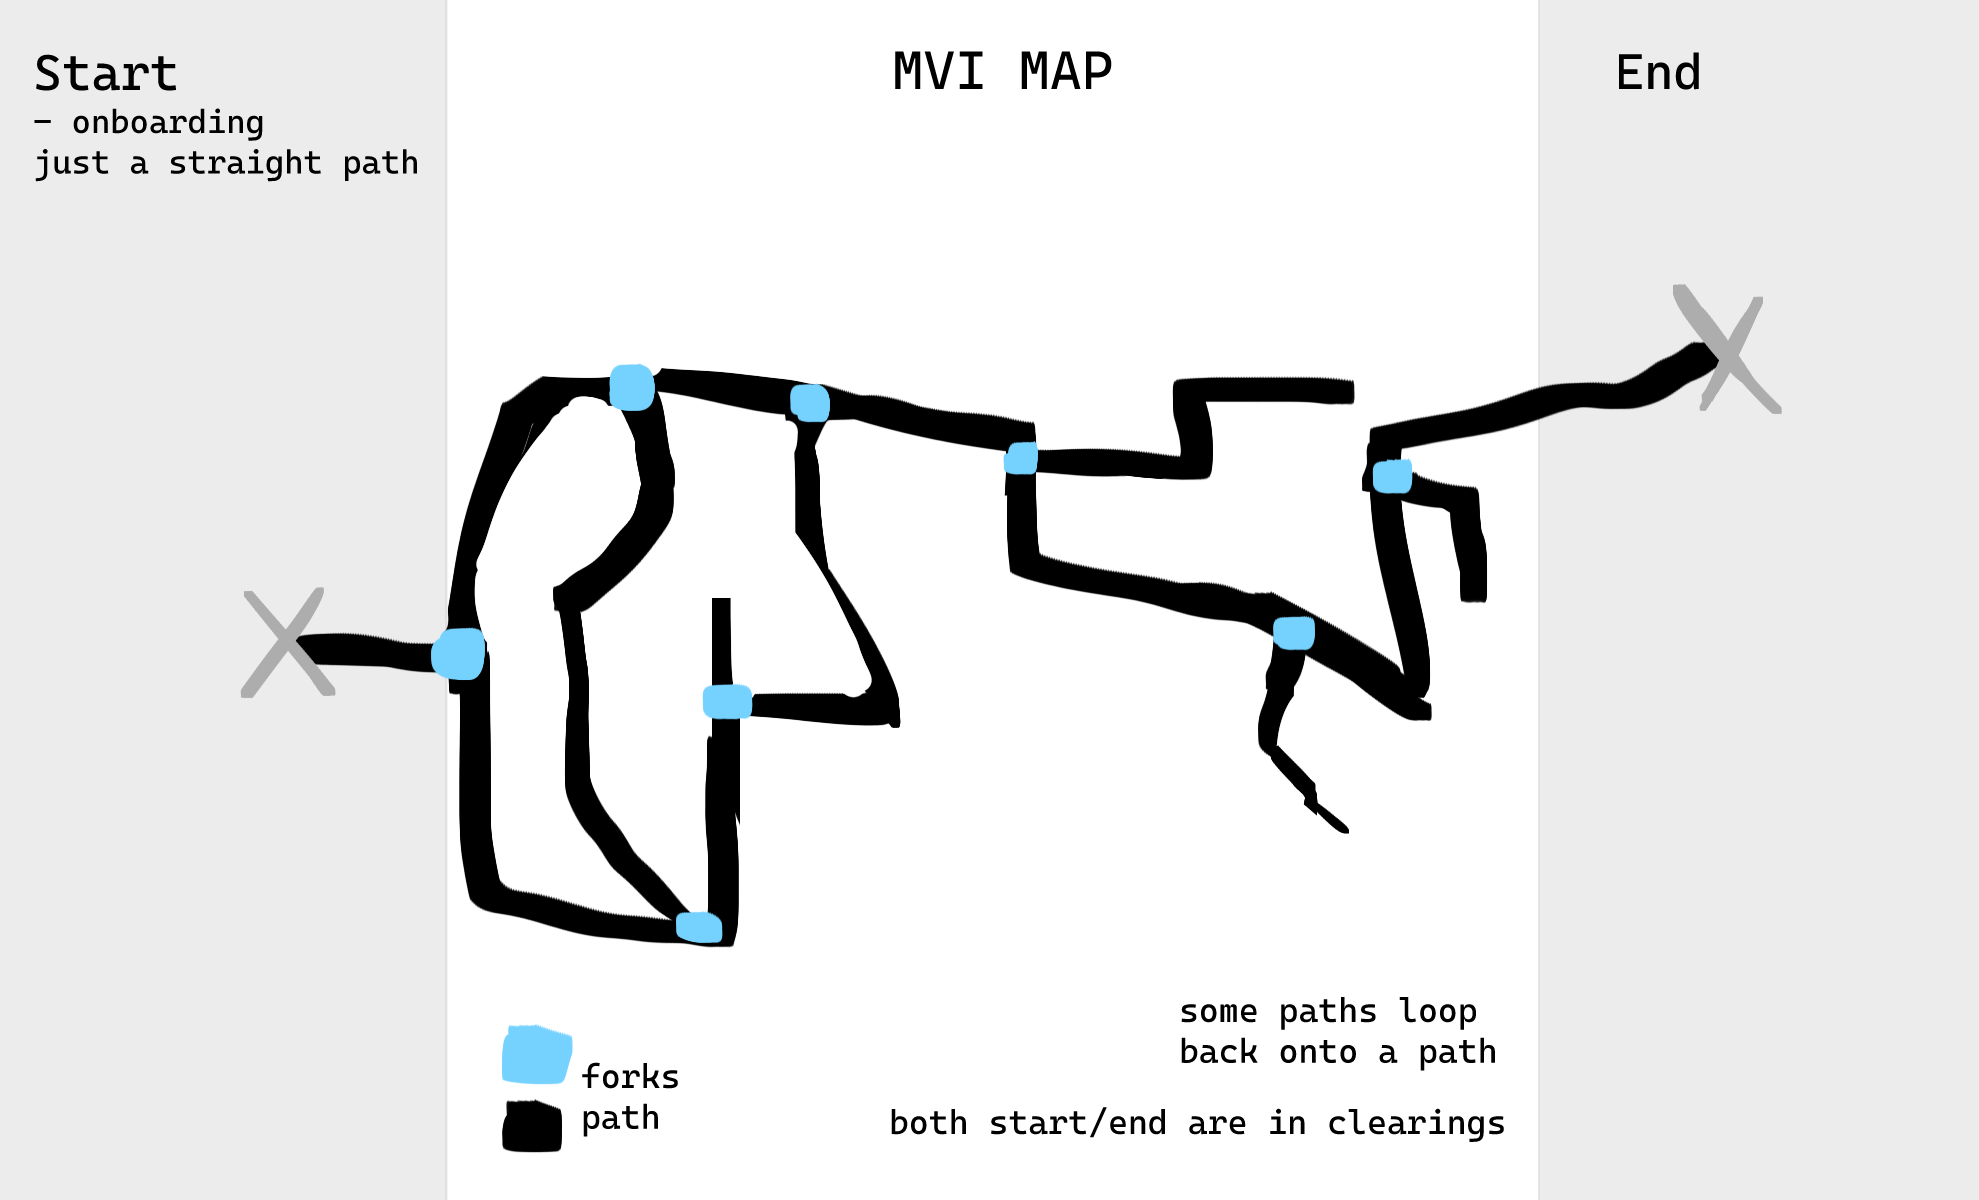 Start
- onboarding
just a straight path
MVI MAP
End
forks
path
some paths loop
back onto a path
both start/end are in clearings